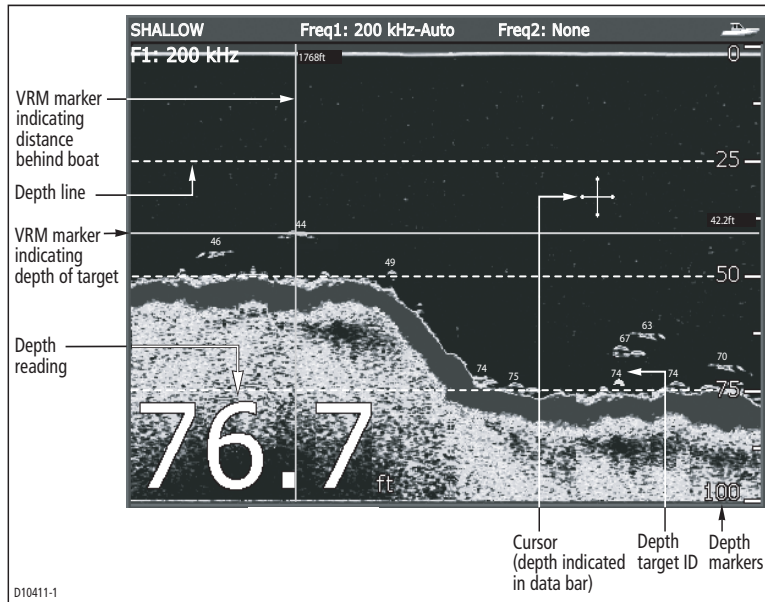 SHALLOW Freq1: 200 kHz-Auto Freq2: None
F1: 200 kHz
1768ft
0
VRM marker
indicating
distance
behind boat
25
Depth line
42.2ft
VRM marker
indicating
depth of target
44
46
49
50
Depth
reading
63
67
70
74
75
74
74
75
76.7 ft
100
Cursor
(depth indicated
in data bar)
Depth
target ID
Depth
markers
D10411-1